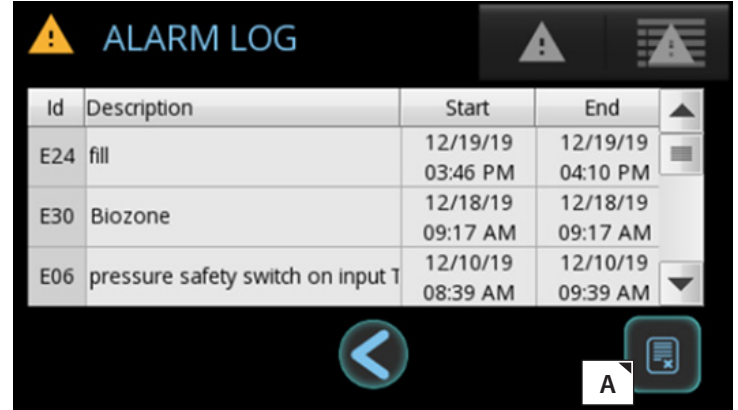 ALARM LOG
Id Description Start End
E24 fill 12/19/19 03:46 PM 12/19/19 04:10 PM
E30 Biozone 12/18/19 09:17 AM 12/18/19 09:17 AM
E06 pressure safety switch on input T 12/10/19 08:39 AM 12/10/19 09:39 AM
A